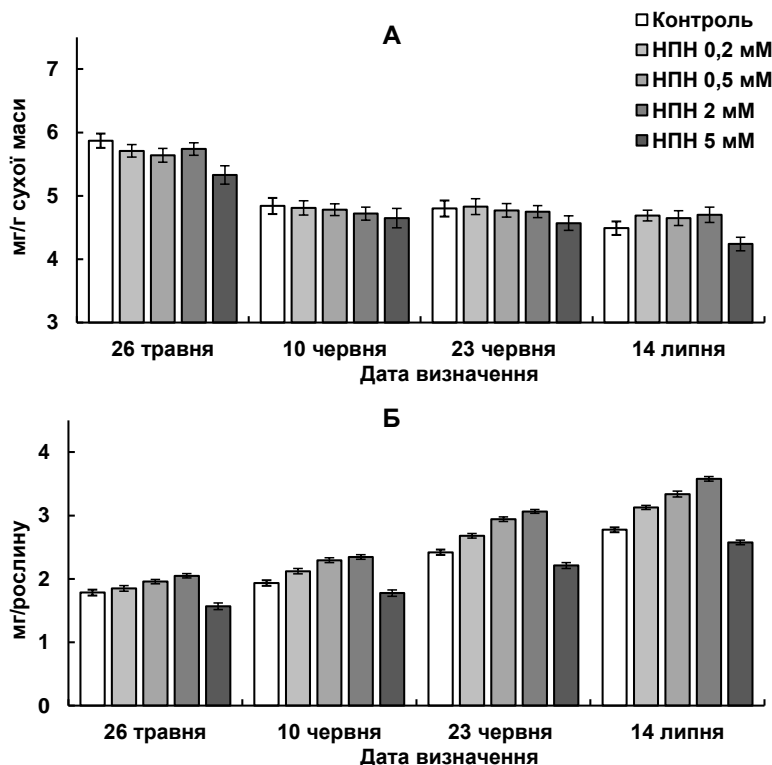 А
Контроль
НПН 0,2 мМ
НПН 0,5 мМ
НПН 2 мМ
НПН 5 мМ
мг/г сухої маси
7
6
5
4
3
26 травня 10 червня 23 червня 14 липня
Дата визначення
Б
мг/рослину
4
3
2
1
0
26 травня 10 червня 23 червня 14 липня
Дата визначення